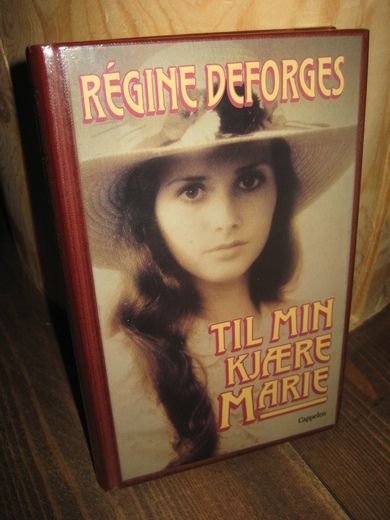 RÉGINE DEFORGES
TIL MIN
KJÆRE
MARIE
Cappelen